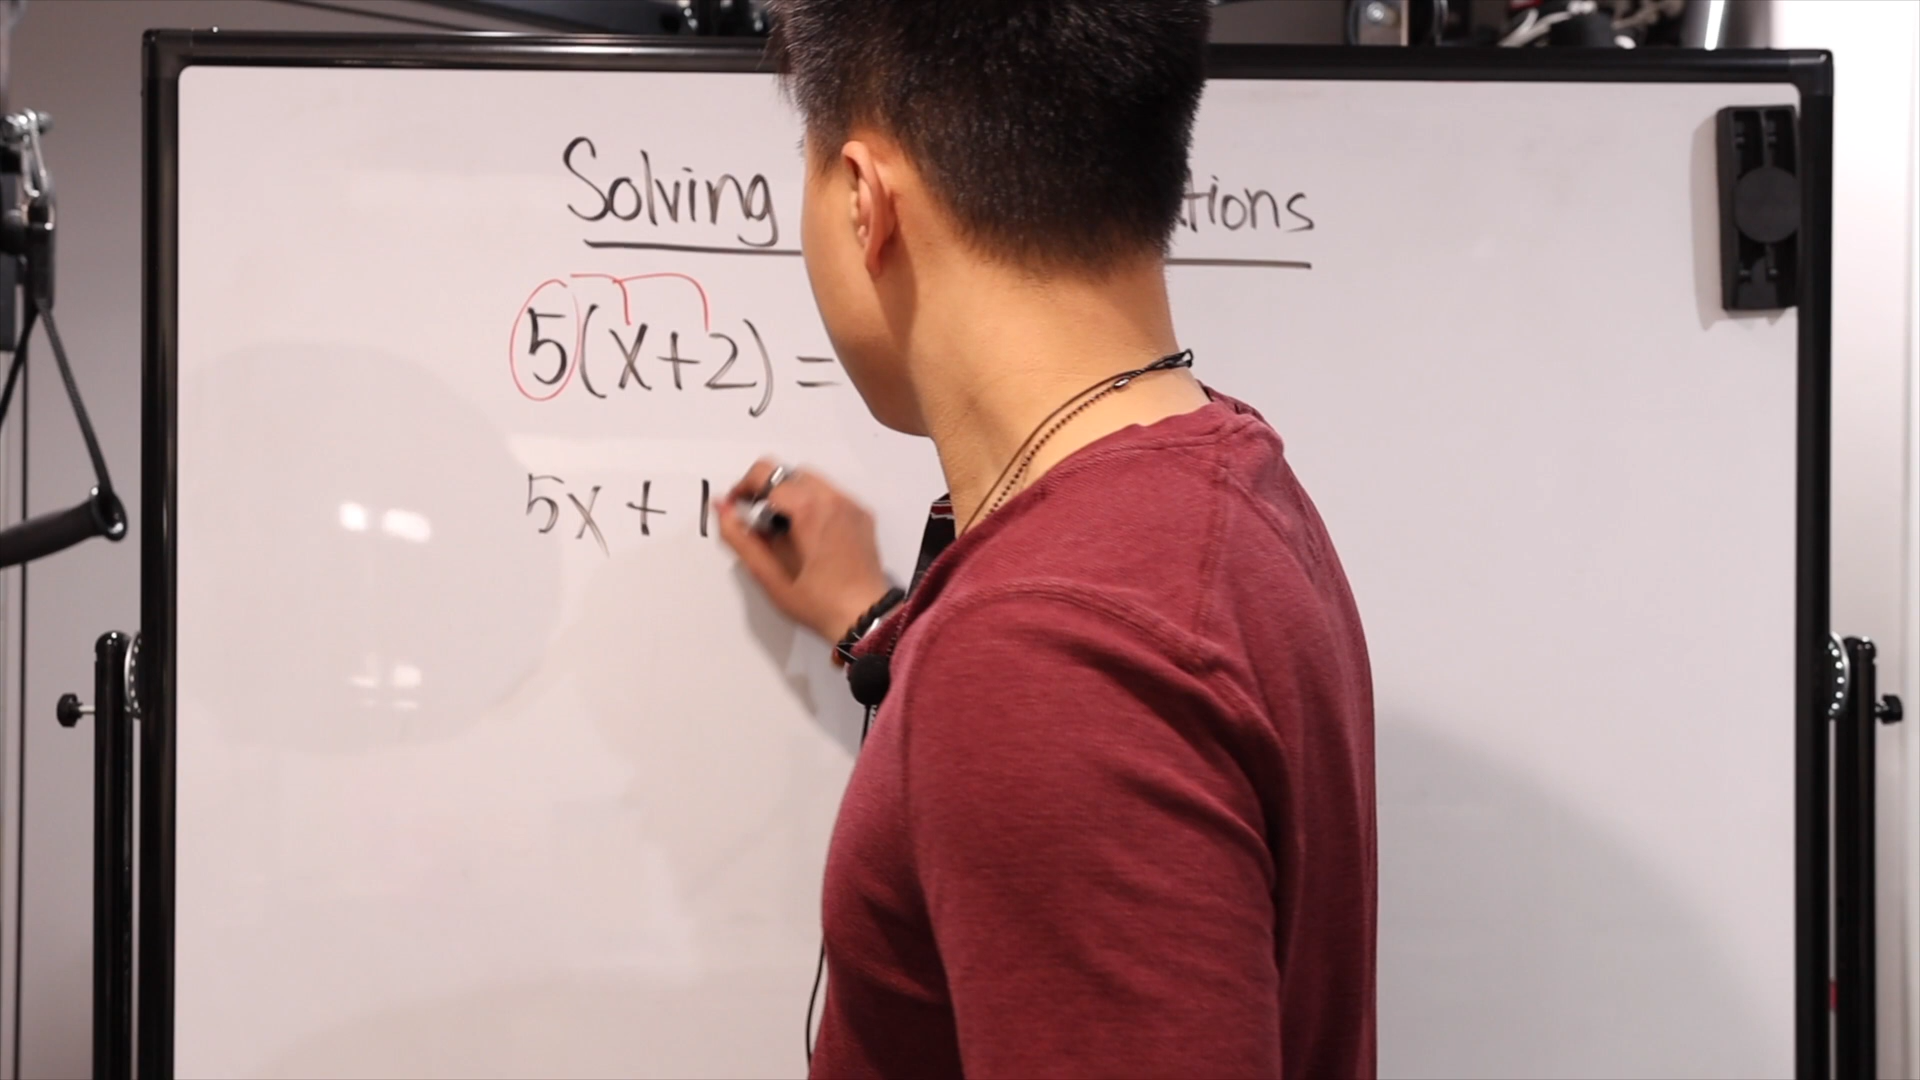 Solving tions
5(x+2) =
5x + 1